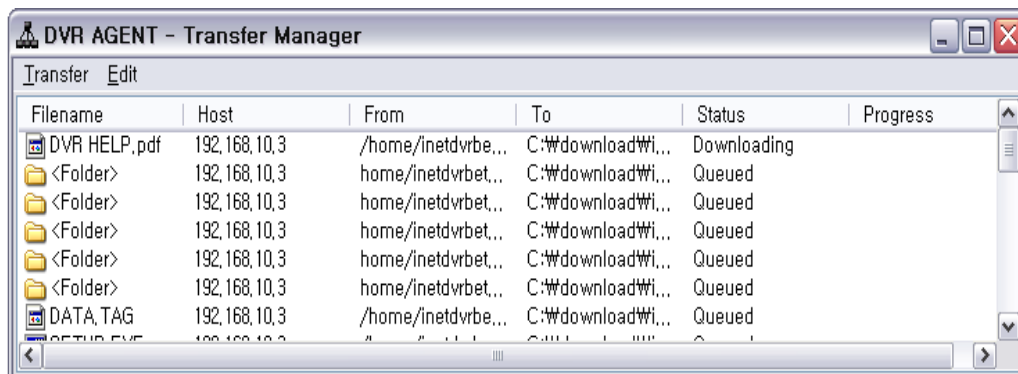 DVR AGENT - Transfer Manager
Transfer Edit
Filename Host From To Status Progress
DVR HELP.pdf 192.168.10.3 /home/inetdvrbe... C:₩download₩i... Downloading
<Folder> 192.168.10.3 home/inetdvrbet... C:₩download₩i... Queued
<Folder> 192.168.10.3 home/inetdvrbet... C:₩download₩i... Queued
<Folder> 192.168.10.3 home/inetdvrbet... C:₩download₩i... Queued
<Folder> 192.168.10.3 home/inetdvrbet... C:₩download₩i... Queued
<Folder> 192.168.10.3 home/inetdvrbet... C:₩download₩i... Queued
DATA.TAG 192.168.10.3 /home/inetdvrbe... C:₩download₩i... Queued